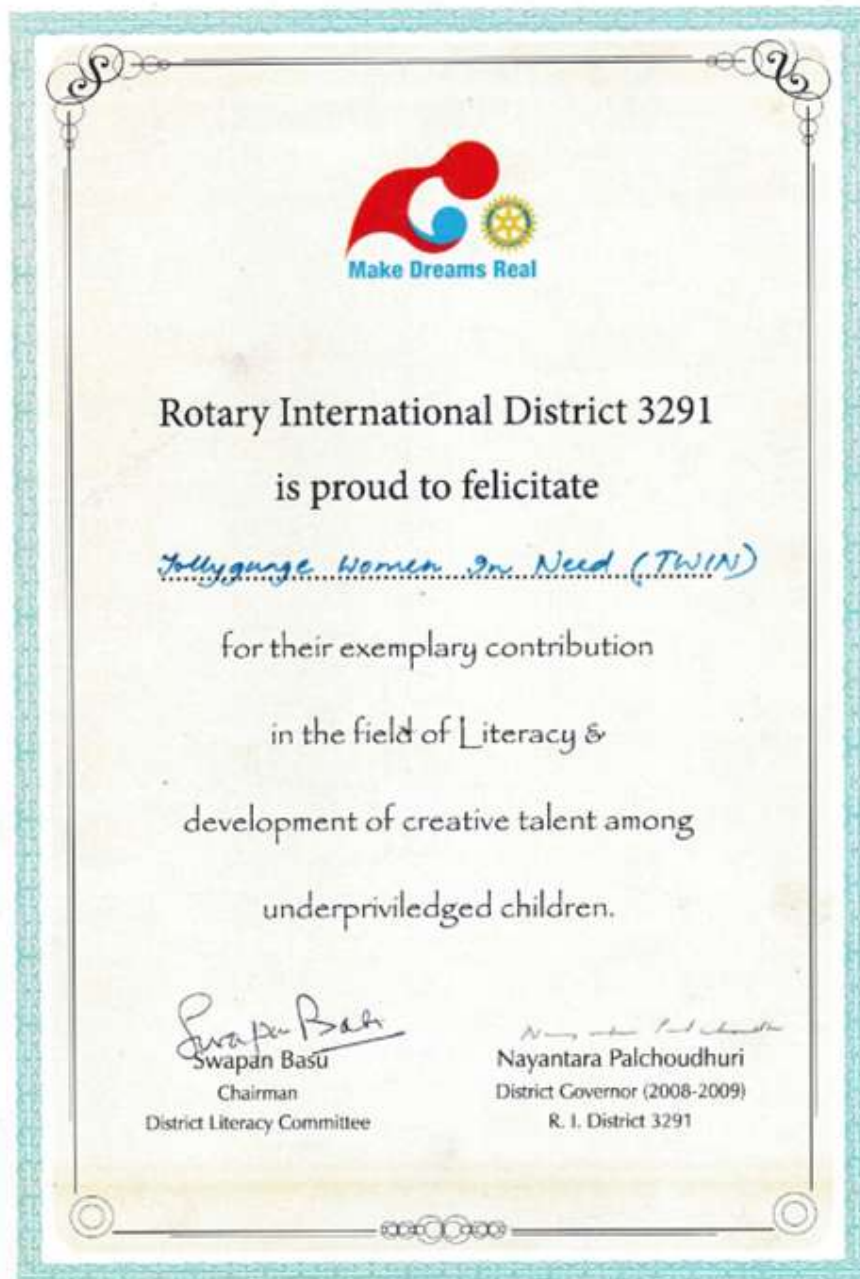 Make Dreams Real
Rotary International District 3291
is proud to felicitate
Tollygunge Women In Need (TWIN)
for their exemplary contribution
in the field of Literacy &
development of creative talent among
underpriviledged children.
Swapan Basu
Swapan Basu
Chairman
District Literacy Committee
Nayantara Palchoudhuri
District Governor (2008-2009)
R. I. District 3291